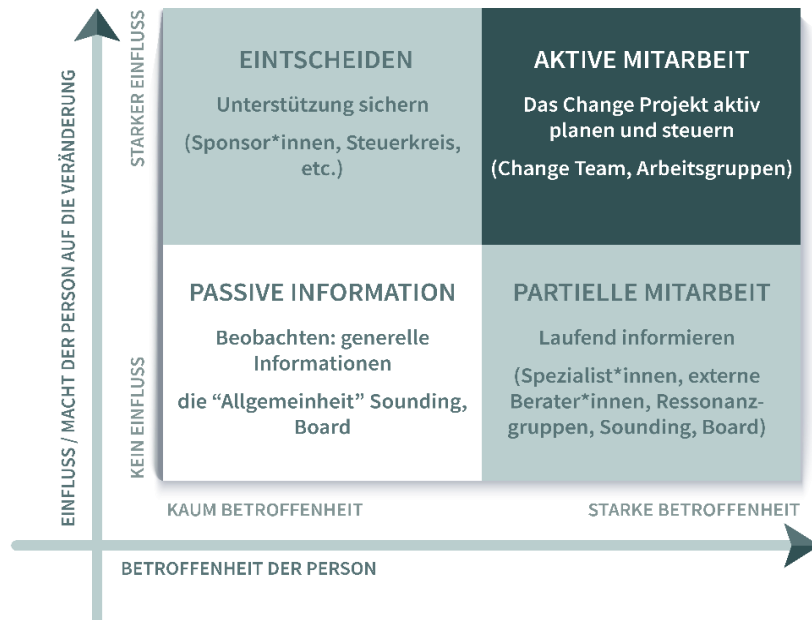 EINFLUSS / MACHT DER PERSON AUF DIE VERÄNDERUNG
STARKER EINFLUSS
KEIN EINFLUSS
EINTSCHEIDEN
Unterstützung sichern
(Sponsor*innen, Steuerkreis,
etc.)
AKTIVE MITARBEIT
Das Change Projekt aktiv
planen und steuern
(Change Team, Arbeitsgruppen)
PASSIVE INFORMATION
Beobachten: generelle
Informationen
die “Allgemeinheit” Sounding,
Board
PARTIELLE MITARBEIT
Laufend informieren
(Spezialist*innen, externe
Berater*innen, Ressonanz-
gruppen, Sounding, Board)
KAUM BETROFFENHEIT
STARKE BETROFFENHEIT
BETROFFENHEIT DER PERSON